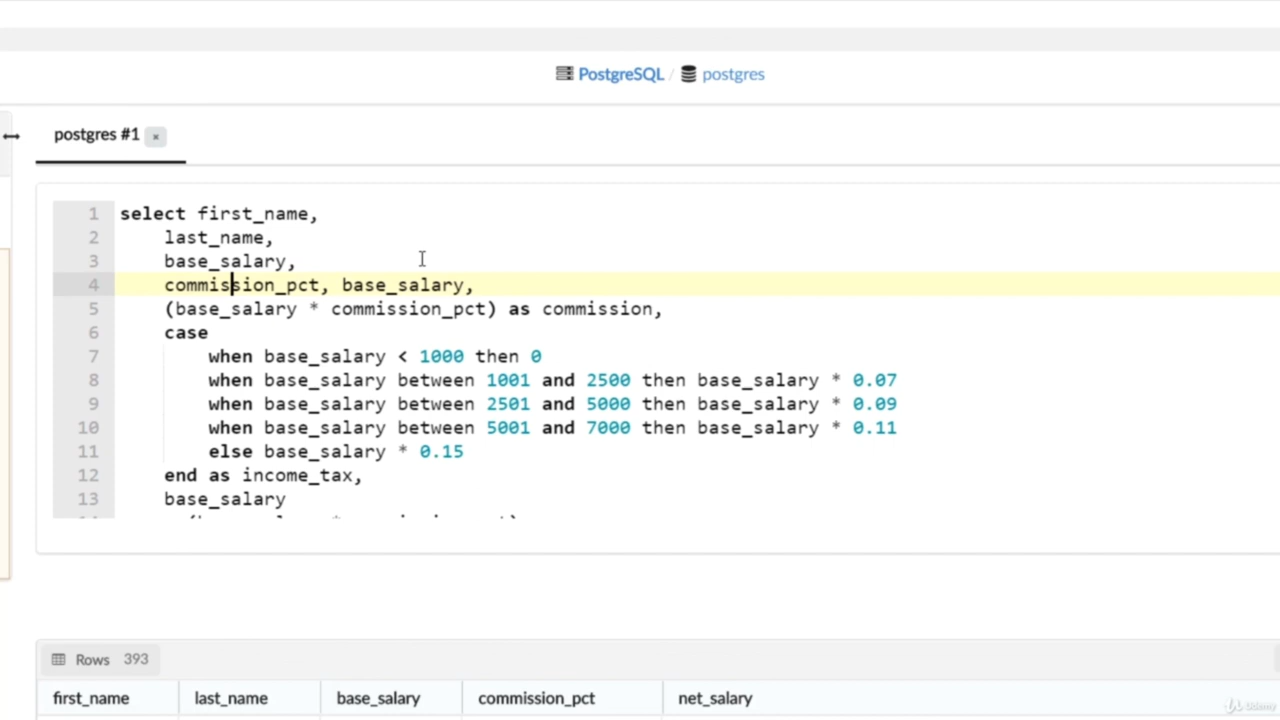 PostgreSQL / postgres
postgres #1 ×
1 select first_name,
2 last_name,
3 base_salary,
4 commission_pct, base_salary,
5 (base_salary * commission_pct) as commission,
6 case
7 when base_salary < 1000 then 0
8 when base_salary between 1001 and 2500 then base_salary * 0.07
9 when base_salary between 2501 and 5000 then base_salary * 0.09
10 when base_salary between 5001 and 7000 then base_salary * 0.11
11 else base_salary * 0.15
12 end as income_tax,
13 base_salary
Rows 393
first_name last_name base_salary commission_pct net_salary
Udemy